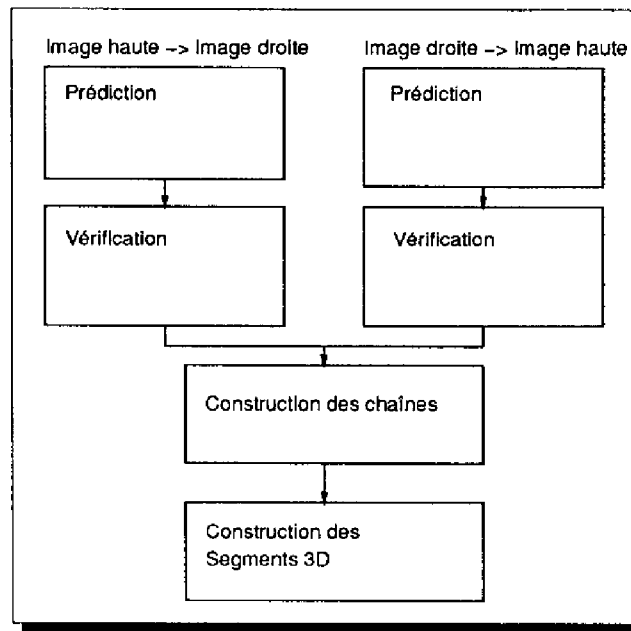 Image haute -> Image droite
Image droite -> Image haute
Prédiction
Prédiction
Vérification
Vérification
Construction des chaînes
Construction des
Segments 3D